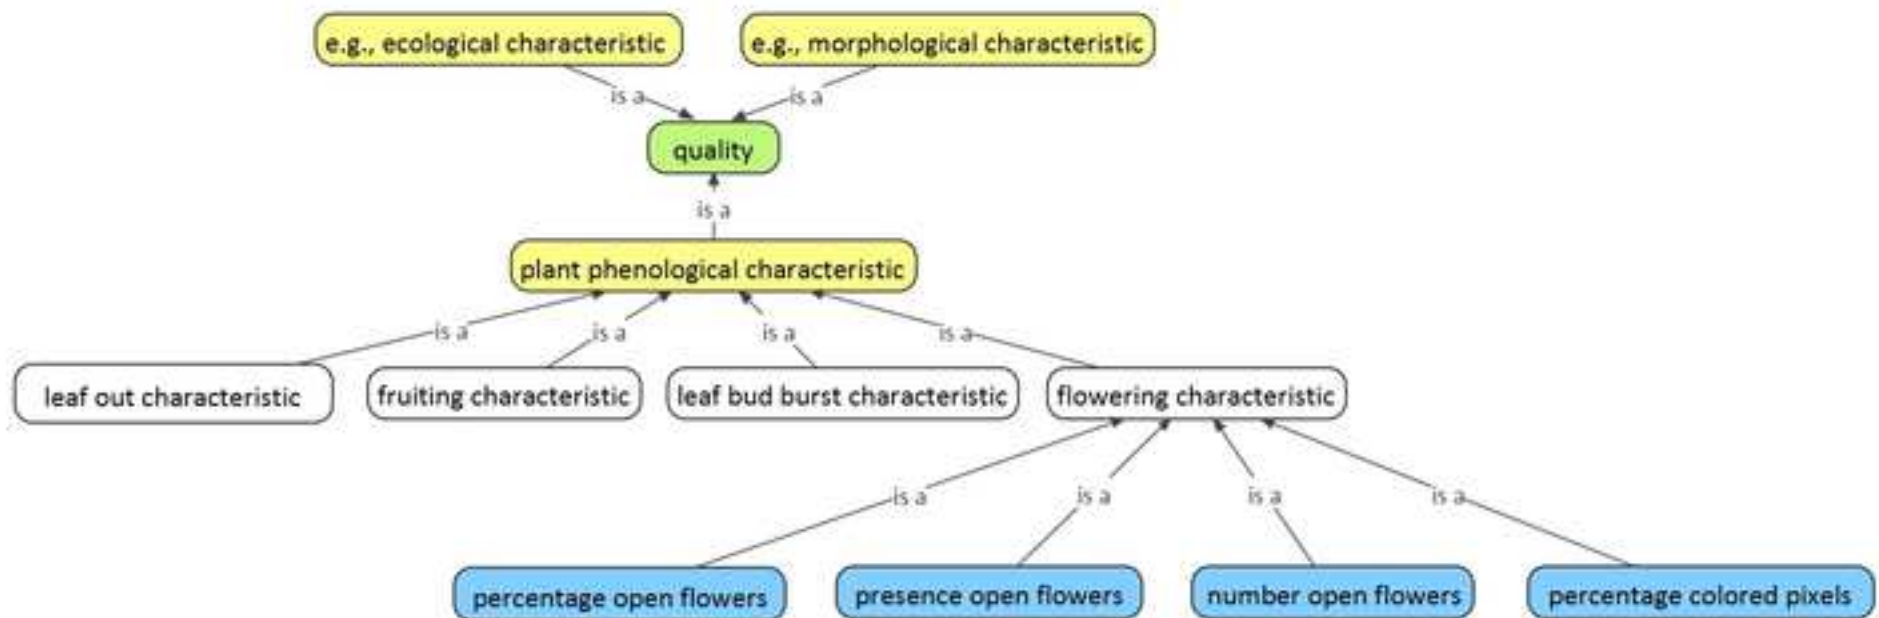 e.g., ecological characteristic
e.g., morphological characteristic
is a
is a
quality
is a
plant phenological characteristic
is a
is a
is a
is a
leaf out characteristic
fruiting characteristic
leaf bud burst characteristic
flowering characteristic
is a
is a
is a
is a
percentage open flowers
presence open flowers
number open flowers
percentage colored pixels